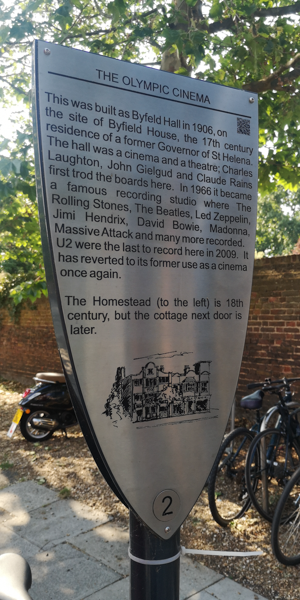 THE OLYMPIC CINEMA
This was built as Byfeld Hall in 1906, on
the site of Byfield House, the 17th century
residence of a former Governor of St Helena.
The hall was a cinema and a theatre; Charles
Laughton, John Gielgud and Claude Rains
first trod the boards here. In 1966 it became
a famous recording studio where The
Rolling Stones, The Beatles, Led Zeppelin,
Jimi Hendrix, David Bowie, Madonna,
Massive Attack and many more recorded.
U2 were the last to record here in 2009. It
has reverted to its former use as a cinema
once again.
The Homestead (to the left) is 18th
century, but the cottage next door is
later.
2